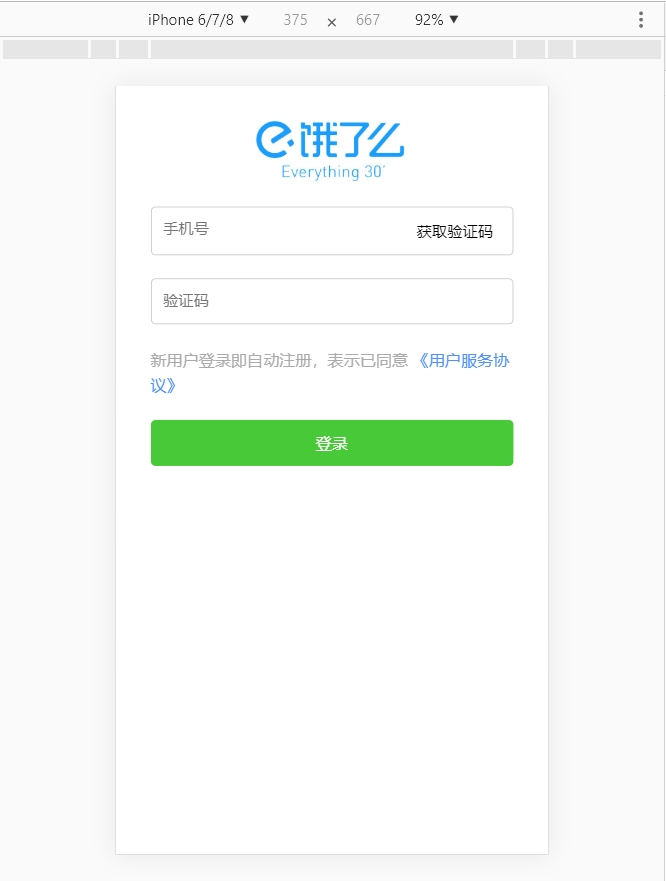 iPhone 6/7/8 ▼ 375 × 667 92% ▼
饿了么
Everything 30'
手机号 获取验证码
验证码
新用户登录即自动注册，表示已同意《用户服务协
议》
登录